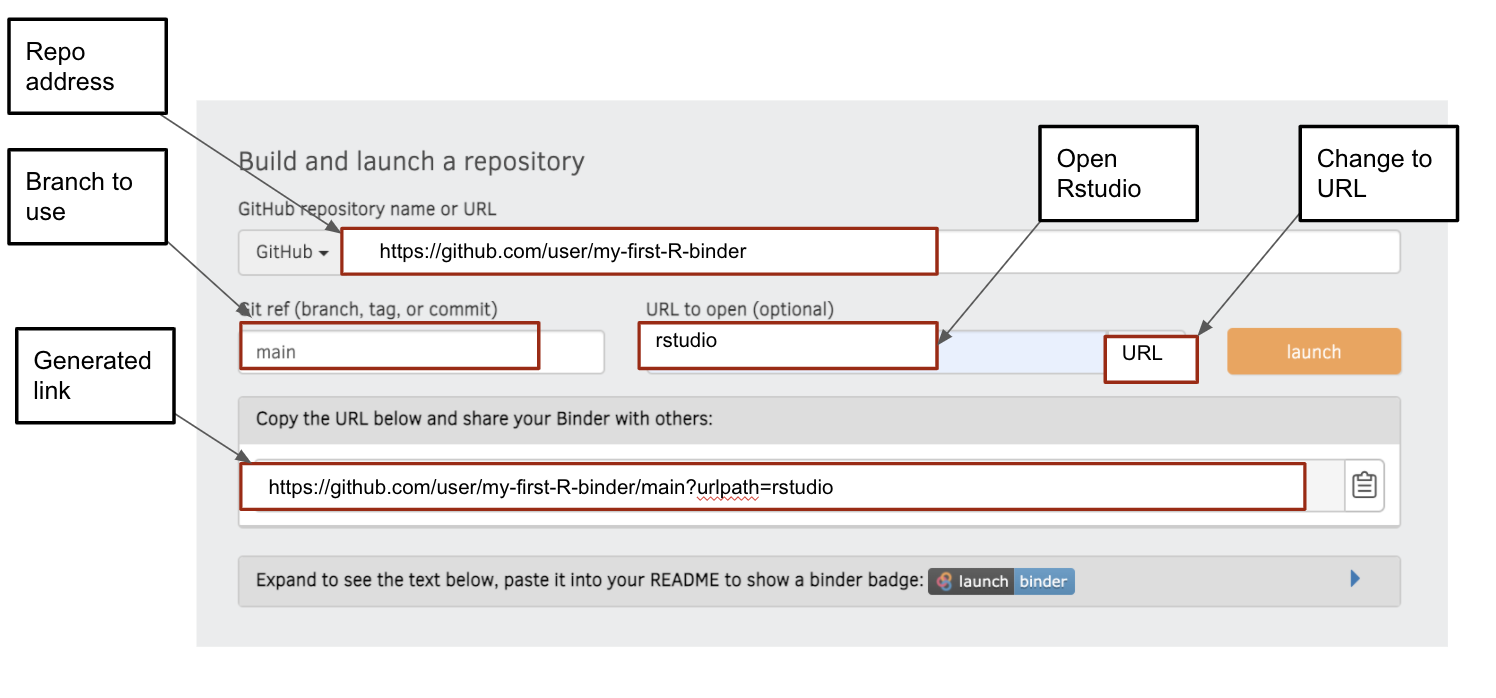 Repo
address
Branch to
use
Generated
link
Open
Rstudio
Change to
URL
Build and launch a repository
GitHub repository name or URL
GitHub
https://github.com/user/my-first-R-binder
Git ref (branch, tag, or commit)
URL to open (optional)
main
rstudio
URL
launch
Copy the URL below and share your Binder with others:
https://github.com/user/my-first-R-binder/main?urlpath=rstudio
Expand to see the text below, paste it into your README to show a binder badge: launch binder